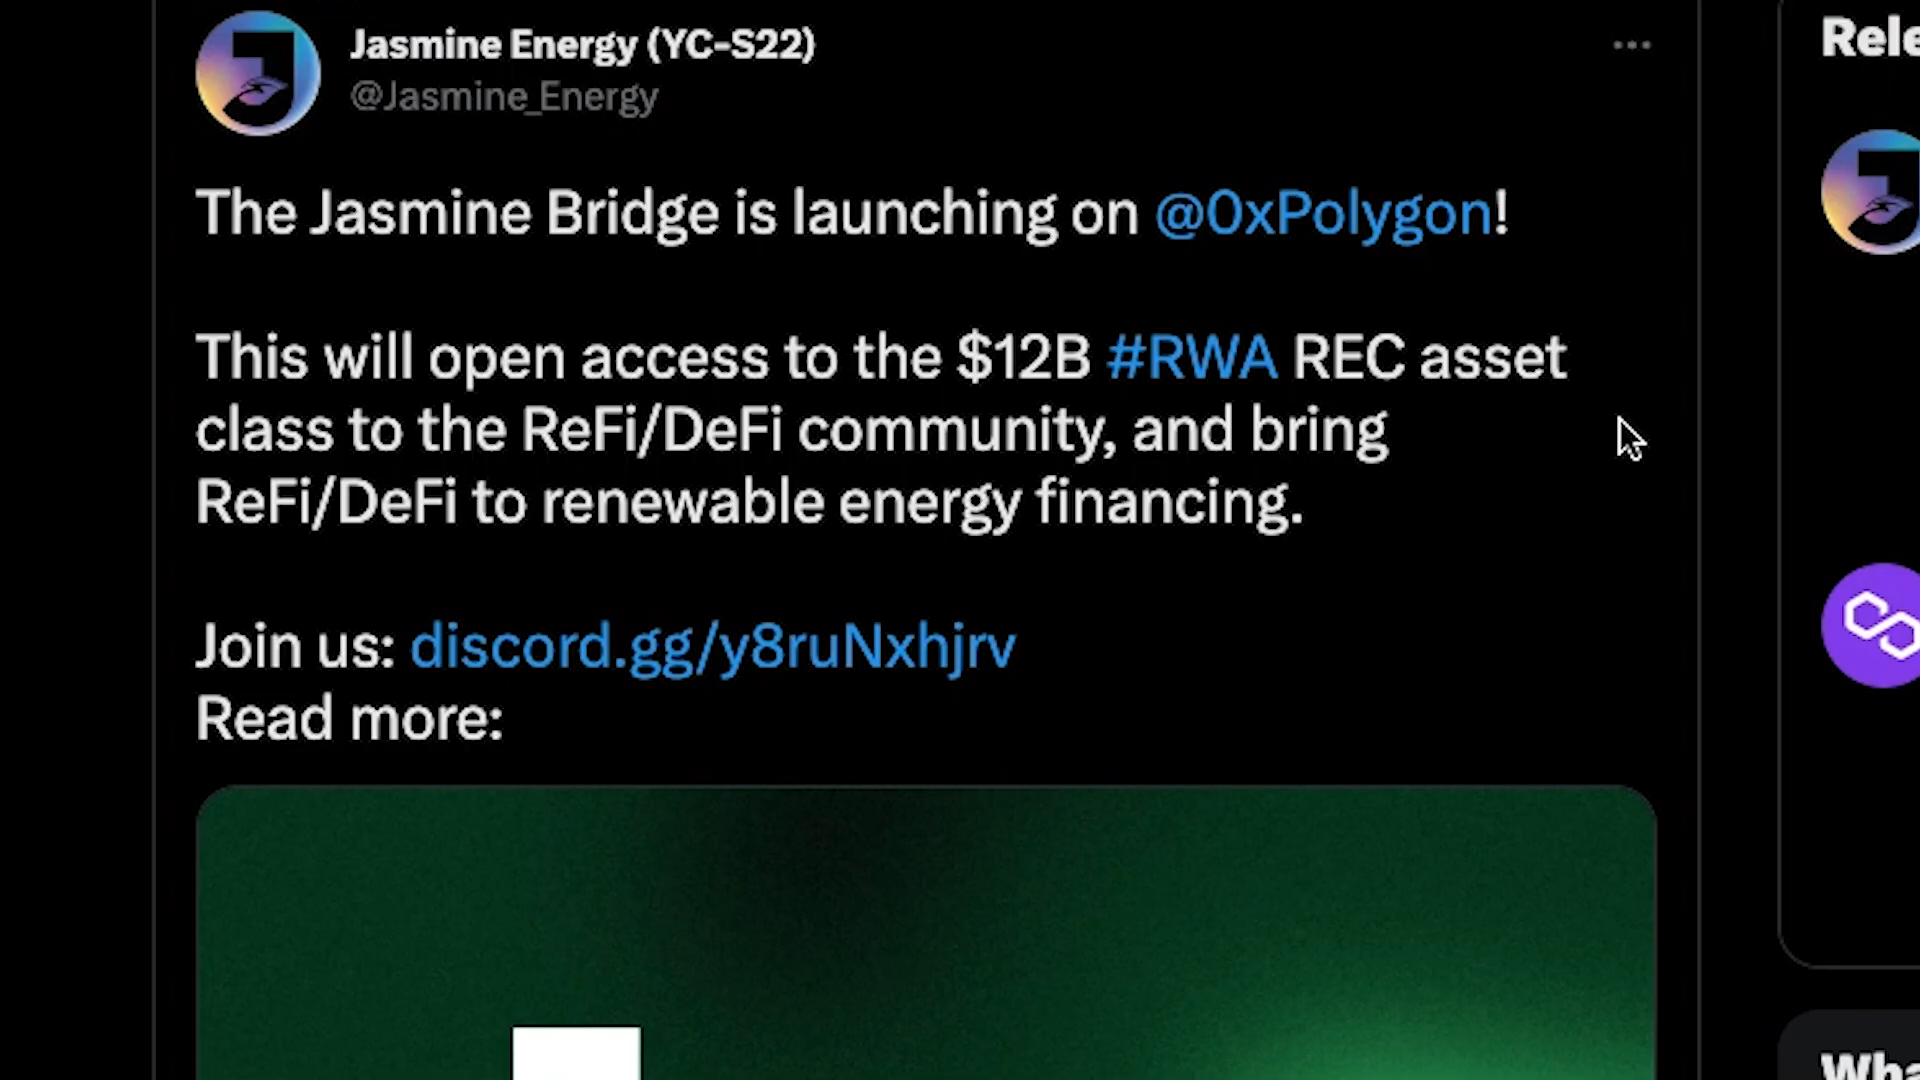 Jasmine Energy (YC-S22)
@Jasmine_Energy
The Jasmine Bridge is launching on @0xPolygon!
This will open access to the $12B #RWA REC asset
class to the ReFi/DeFi community, and bring
ReFi/DeFi to renewable energy financing.
Join us: discord.gg/y8ruNxhjrv
Read more: